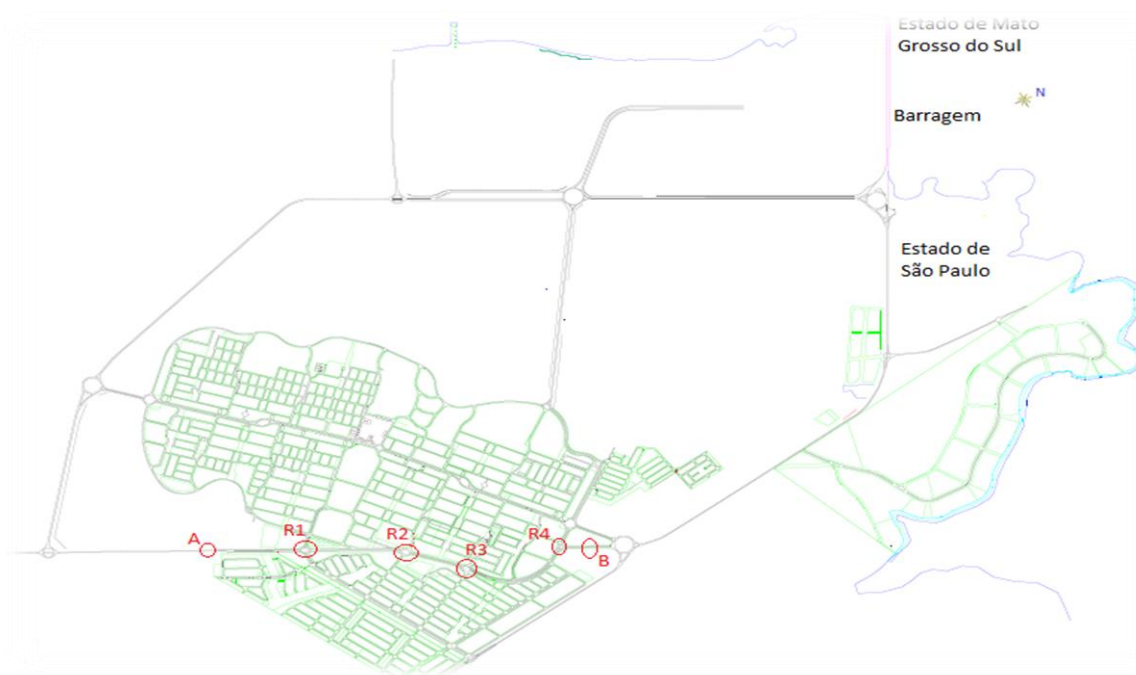 Estado de Mato
Grosso do Sul
N
Barragem
Estado de
São Paulo
A
R1
R2
R3
R4
B